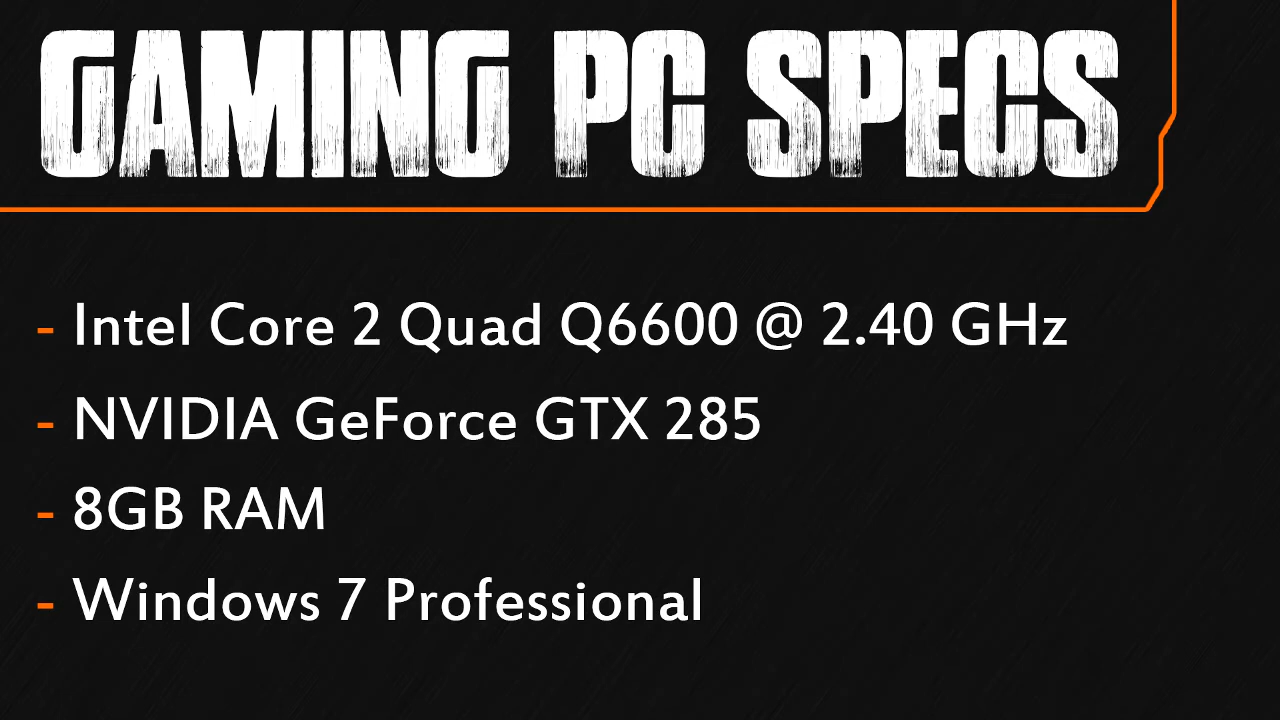 GAMING PC SPECS
- Intel Core 2 Quad Q6600 @ 2.40 GHz
- NVIDIA GeForce GTX 285
- 8GB RAM
- Windows 7 Professional